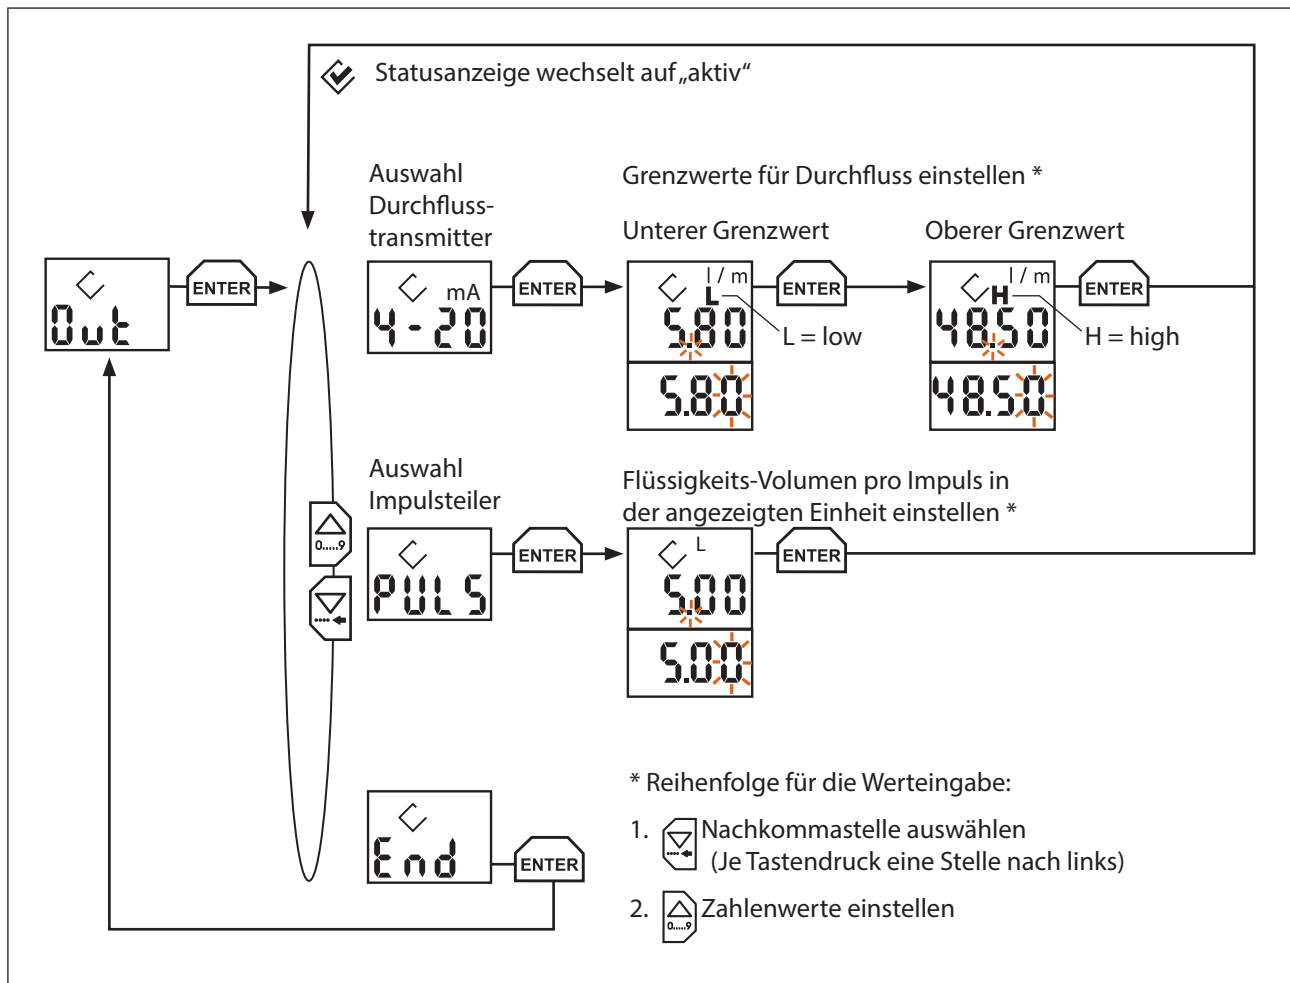 Statusanzeige wechselt auf „aktiv“
Auswahl
Durchfluss-
transmitter
Grenzwerte für Durchfluss einstellen *
Unterer Grenzwert
Oberer Grenzwert
Out
ENTER
mA
4-20
ENTER
l / m
L
5.80
L = low
5.80
ENTER
l / m
H
48.50
H = high
48.50
ENTER
Auswahl
Impulsteiler
Flüssigkeits-Volumen pro Impuls in
der angezeigten Einheit einstellen *
0.....9
PULS
ENTER
L
5.00
5.00
ENTER
End
ENTER
* Reihenfolge für die Werteingabe:
1. Nachkommastelle auswählen
(Je Tastendruck eine Stelle nach links)
2. 0.....9 Zahlenwerte einstellen